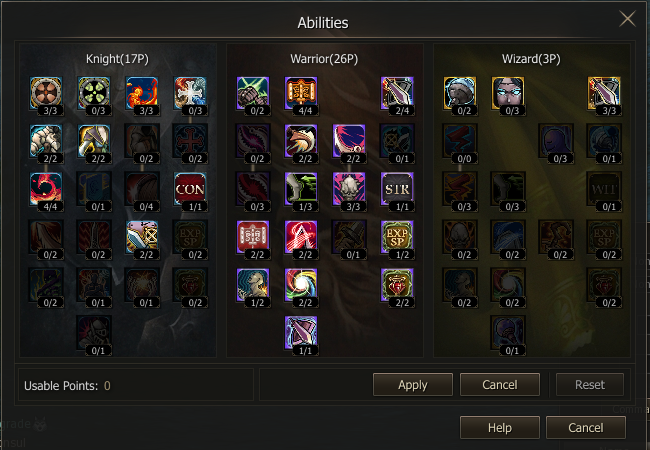 Abilities
Knight(17P) Warrior(26P) Wizard(3P)
3/3 0/3 3/3 0/3 0/2 4/4 2/4 0/2 0/3 3/3
2/2 2/2 0/2 0/2 0/2 2/2 2/2 0/1 0/0 0/3 0/1
CON STR WIT
4/4 0/1 0/4 1/1 0/3 1/3 3/3 1/1 0/3 0/3 0/1
EXP SP EXP SP EXP SP
0/2 0/2 2/2 0/2 2/2 2/2 0/1 1/2 0/2 0/2 0/2 0/2
0/2 0/1 0/1 0/2 1/2 2/2 2/2 0/2 0/2 0/2
0/1 1/1 0/1
Usable Points: 0 Apply Cancel Reset
Help Cancel